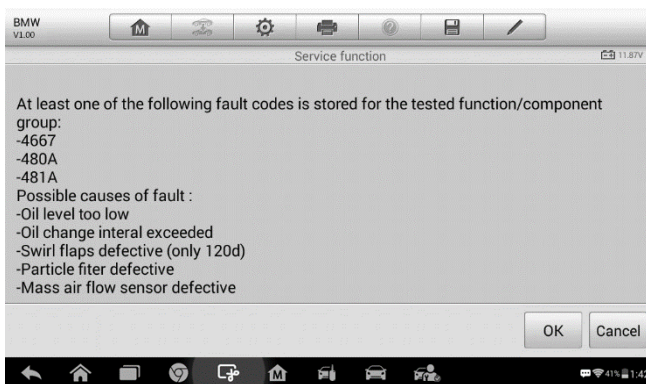 BMW
V1.00
Service function
11.87V
At least one of the following fault codes is stored for the tested function/component
group:
-4667
-480A
-481A
Possible causes of fault :
-Oil level too low
-Oil change interal exceeded
-Swirl flaps defective (only 120d)
-Particle fiter defective
-Mass air flow sensor defective
OK Cancel
41% 1:42